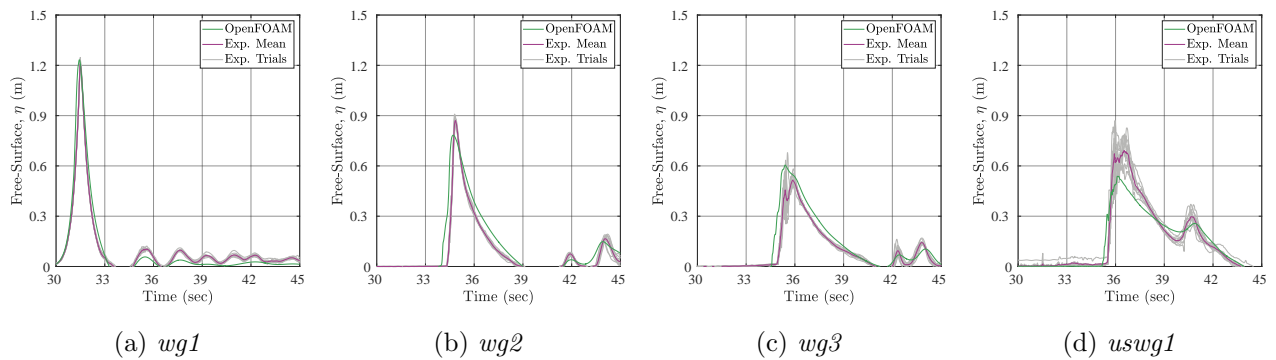 1.5
1.2
0.9
0.6
0.3
0
Free-Surface, η (m)
30 33 36 39 42 45
Time (sec)
OpenFOAM
Exp. Mean
Exp. Trials
(a) wg1
1.5
1.2
0.9
0.6
0.3
0
Free-Surface, η (m)
30 33 36 39 42 45
Time (sec)
OpenFOAM
Exp. Mean
Exp. Trials
(b) wg2
1.5
1.2
0.9
0.6
0.3
0
Free-Surface, η (m)
30 33 36 39 42 45
Time (sec)
OpenFOAM
Exp. Mean
Exp. Trials
(c) wg3
1.5
1.2
0.9
0.6
0.3
0
Free-Surface, η (m)
30 33 36 39 42 45
Time (sec)
OpenFOAM
Exp. Mean
Exp. Trials
(d) uswg1